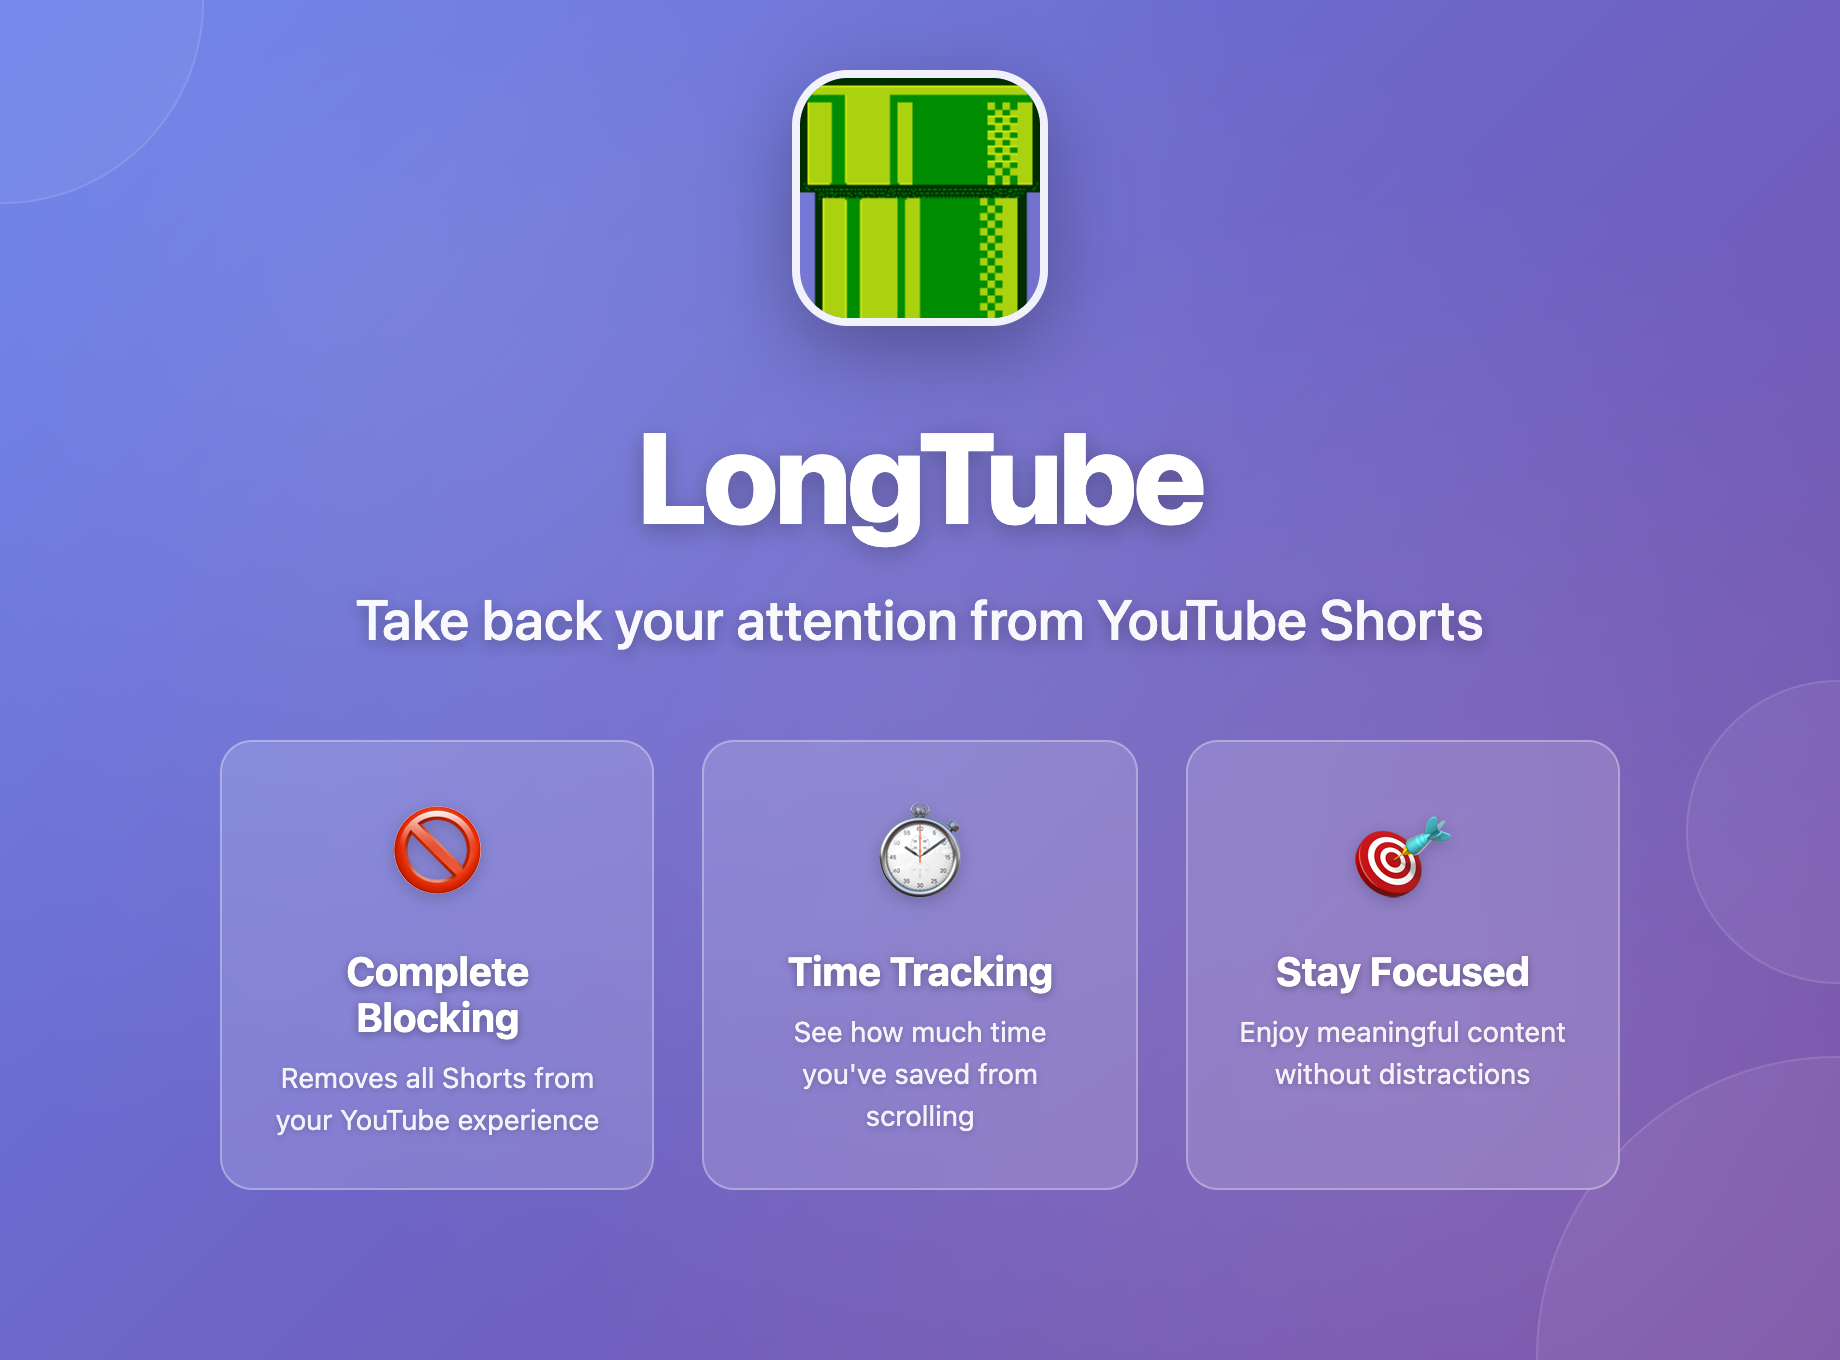 LongTube
Take back your attention from YouTube Shorts
Complete
Blocking
Removes all Shorts from
your YouTube experience
Time Tracking
See how much time
you've saved from
scrolling
Stay Focused
Enjoy meaningful content
without distractions